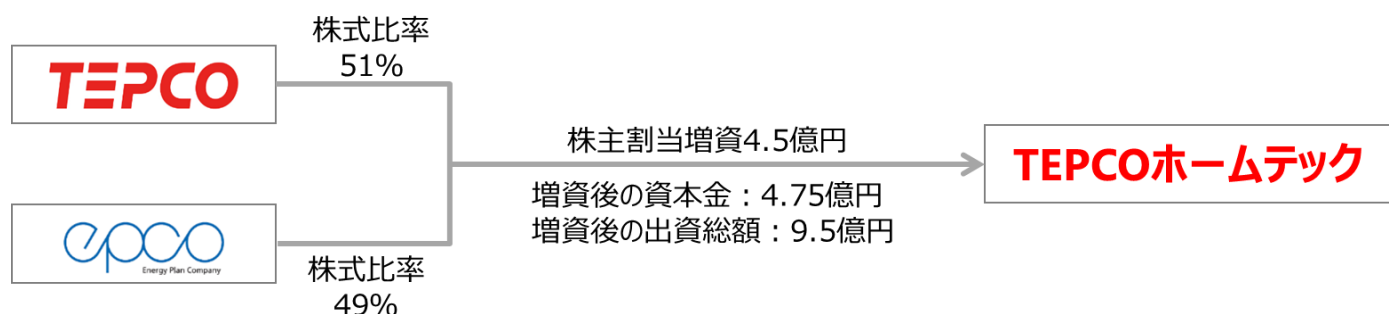 株式比率
51%
TEPCO
株主割当増資4.5億円
TEPCOホームテック
増資後の資本金：4.75億円
増資後の出資総額：9.5億円
epco
Energy Plan Company
株式比率
49%